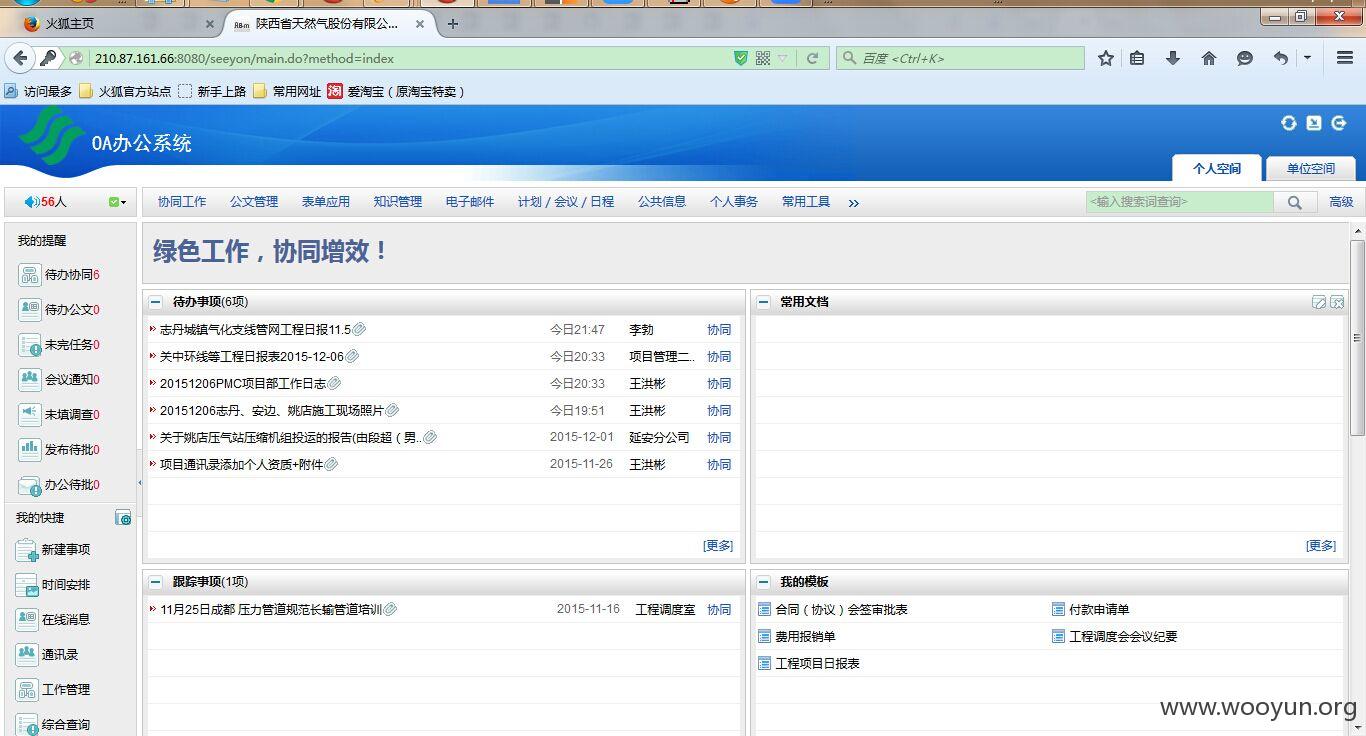 火狐主页
RBm 陕西省天然气股份有限公...
210.87.161.66:8080/seeyon/main.do?method=index
百度 <Ctrl+K>
访问最多 火狐官方站点 新手上路 常用网址 淘 爱淘宝（原淘宝特卖）
OA办公系统
个人空间 单位空间
56人
协同工作 公文管理 表单应用 知识管理 电子邮件 计划 / 会议 / 日程 公共信息 个人事务 常用工具 »
<输入搜索词查询> 高级
我的提醒
待办协同6
待办公文0
未完任务0
会议通知0
未填调查0
发布待批0
办公待批0
我的快捷
新建事项
时间安排
在线消息
通讯录
工作管理
综合查询
绿色工作，协同增效！
待办事项(6项)
志丹城镇气化支线管网工程日报11.5 今日21:47 李勃 协同
关中环线等工程日报表2015-12-06 今日20:33 项目管理二.. 协同
20151206PMC项目部工作日志 今日20:33 王洪彬 协同
20151206志丹、安边、姚店施工现场照片 今日19:51 王洪彬 协同
关于姚店压气站压缩机组投运的报告(由段超（男.. 2015-12-01 延安分公司 协同
项目通讯录添加个人资质+附件 2015-11-26 王洪彬 协同
[更多]
常用文档
[更多]
跟踪事项(1项)
11月25日成都 压力管道规范长输管道培训 2015-11-16 工程调度室 协同
我的模板
合同（协议）会签审批表 付款申请单
费用报销单 工程调度会会议纪要
工程项目日报表
www.wooyun.org